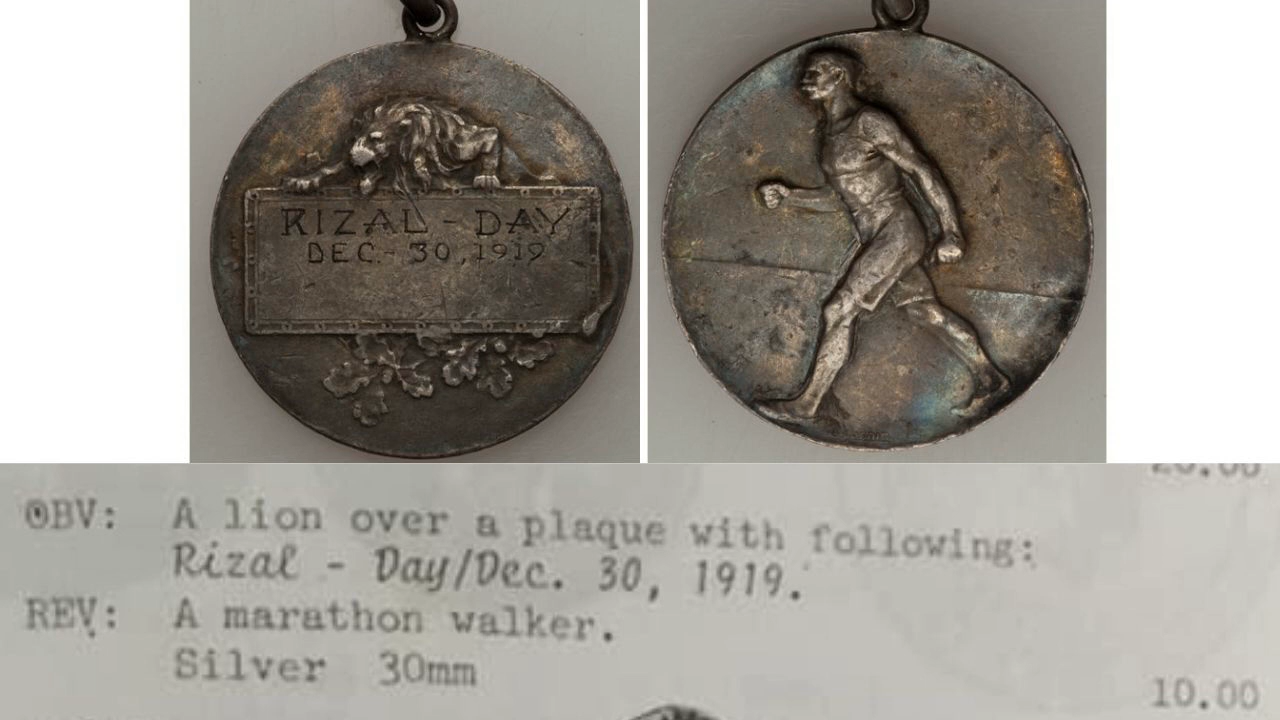 RIZAL - DAY
DEC. - 30, 1919
OBV: A lion over a plaque with following:
Rizal - Day/Dec. 30, 1919.
REV: A marathon walker.
Silver 30mm
10.00